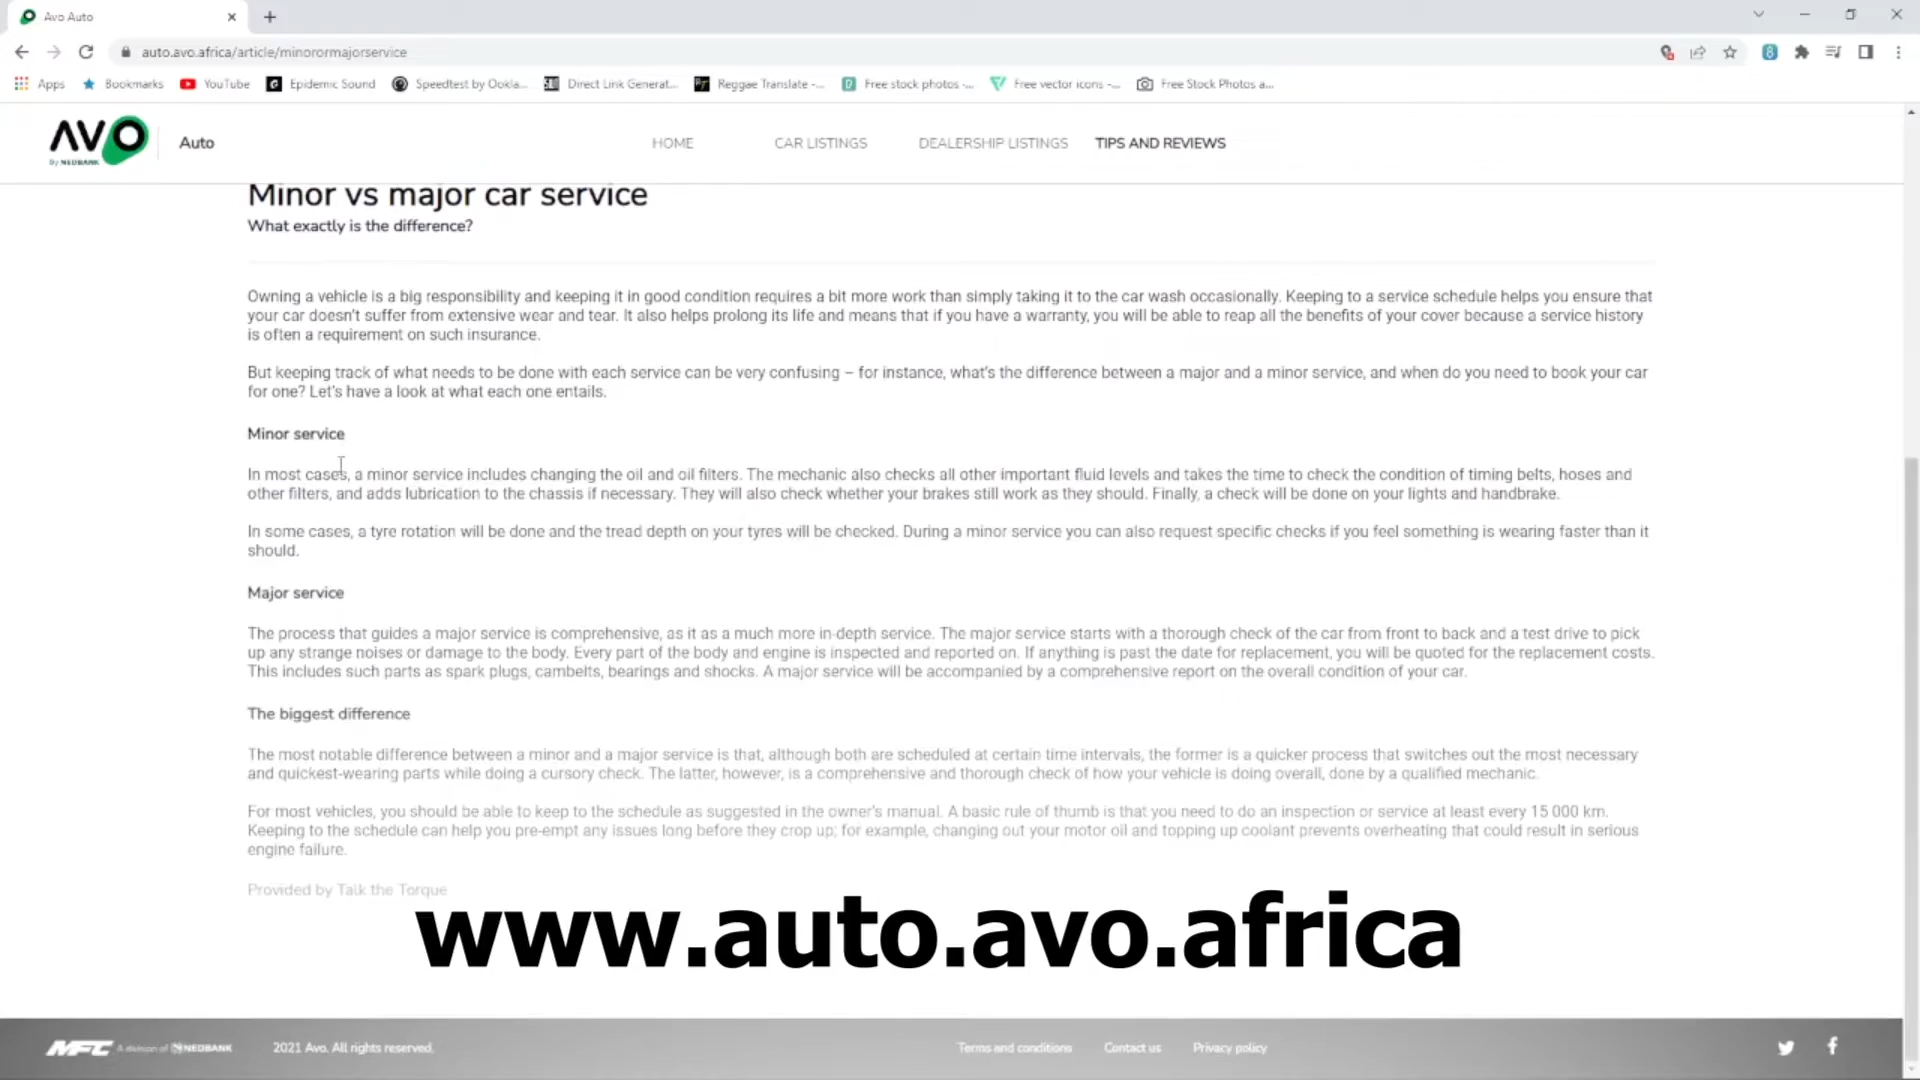 Avo Auto
auto.avo.africa/article/minorormajorservice
Apps Bookmarks YouTube Epidemic Sound Speedtest by Ookla... Direct Link Generat... Reggae Translate -... Free stock photos -... Free vector icons -... Free Stock Photos a...
AVO
By NEDBANK
Auto
HOME CAR LISTINGS DEALERSHIP LISTINGS TIPS AND REVIEWS
Minor vs major car service
What exactly is the difference?
Owning a vehicle is a big responsibility and keeping it in good condition requires a bit more work than simply taking it to the car wash occasionally. Keeping to a service schedule helps you ensure that
your car doesn't suffer from extensive wear and tear. It also helps prolong its life and means that if you have a warranty, you will be able to reap all the benefits of your cover because a service history
is often a requirement on such insurance.
But keeping track of what needs to be done with each service can be very confusing – for instance, what's the difference between a major and a minor service, and when do you need to book your car
for one? Let's have a look at what each one entails.
Minor service
In most cases, a minor service includes changing the oil and oil filters. The mechanic also checks all other important fluid levels and takes the time to check the condition of timing belts, hoses and
other filters, and adds lubrication to the chassis if necessary. They will also check whether your brakes still work as they should. Finally, a check will be done on your lights and handbrake.
In some cases, a tyre rotation will be done and the tread depth on your tyres will be checked. During a minor service you can also request specific checks if you feel something is wearing faster than it
should.
Major service
The process that guides a major service is comprehensive, as it as a much more in-depth service. The major service starts with a thorough check of the car from front to back and a test drive to pick
up any strange noises or damage to the body. Every part of the body and engine is inspected and reported on. If anything is past the date for replacement, you will be quoted for the replacement costs.
This includes such parts as spark plugs, cambelts, bearings and shocks. A major service will be accompanied by a comprehensive report on the overall condition of your car.
The biggest difference
The most notable difference between a minor and a major service is that, although both are scheduled at certain time intervals, the former is a quicker process that switches out the most necessary
and quickest-wearing parts while doing a cursory check. The latter, however, is a comprehensive and thorough check of how your vehicle is doing overall, done by a qualified mechanic.
For most vehicles, you should be able to keep to the schedule as suggested in the owner's manual. A basic rule of thumb is that you need to do an inspection or service at least every 15 000 km.
Keeping to the schedule can help you pre-empt any issues long before they crop up; for example, changing out your motor oil and topping up coolant prevents overheating that could result in serious
engine failure.
Provided by Talk the Torque
www.auto.avo.africa
MFC A division of NEDBANK 2021 Avo. All rights reserved. Terms and conditions Contact us Privacy policy